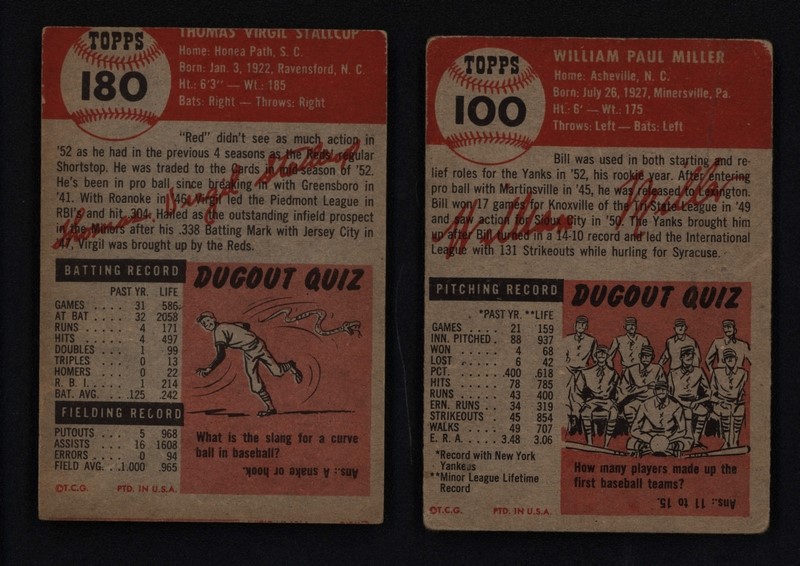 TOPPS
180
THOMAS VIRGIL STALLCUP
Home: Honea Path, S. C.
Born: Jan. 3, 1922, Ravensford, N. C.
Ht.: 6'3" — Wt.: 185
Bats: Right — Throws: Right
"Red" didn't see as much action in
'52 as he had in the previous 4 seasons as the Reds' regular
Shortstop. He was traded to the Cards in mid-season of '52.
He's been in pro ball since breaking in with Greensboro in
'41. With Roanoke in '46, Virgil led the Piedmont League in
RBI's and hit .304. Hailed as the outstanding infield prospect
in the Minors after his .338 Batting Mark with Jersey City in
'47, Virgil was brought up by the Reds.
Thomas Virgil Stallcup
BATTING RECORD
PAST YR. LIFE
GAMES .... 31 586
AT BAT .... 32 2058
RUNS ..... 4 171
HITS ..... 4 497
DOUBLES .. 1 99
TRIPLES ... 0 13
HOMERS ... 0 22
R. B. I. .... 1 214
BAT. AVG. .. .125 .242
FIELDING RECORD
PUTOUTS ... 5 968
ASSISTS ... 16 1608
ERRORS .... 0 94
FIELD AVG. . .1.000 .965
DUGOUT QUIZ
What is the slang for a curve
ball in baseball?
Ans.: A snake or hook.
©T.C.G. PTD. IN U.S.A.
TOPPS
100
WILLIAM PAUL MILLER
Home: Asheville, N. C.
Born: July 26, 1927, Minersville, Pa.
Ht.: 6' — Wt.: 175
Throws: Left — Bats: Left
Bill was used in both starting and re-
lief roles for the Yanks in '52, his rookie year. After entering
pro ball with Martinsville in '45, he was released to Lexington.
Bill won 17 games for Knoxville of the Tri-State League in '49
and saw action for Sioux City in '50. The Yanks brought him
up after Bill turned in a 14-10 record and led the International
League with 131 Strikeouts while hurling for Syracuse.
William Miller
PITCHING RECORD
*PAST YR. **LIFE
GAMES .... 21 159
INN. PITCHED . 88 937
WON ..... 4 68
LOST ..... 6 42
PCT. .... .400 .618
HITS .... 78 785
RUNS .... 43 400
ERN. RUNS .. 34 319
STRIKEOUTS . 45 854
WALKS ... 49 707
E. R. A. ... 3.48 3.06
*Record with New York
Yankees
**Minor League Lifetime
Record
DUGOUT QUIZ
How many players made up the
first baseball teams?
Ans.: 11 to 15.
©T.C.G. PTD. IN U.S.A.